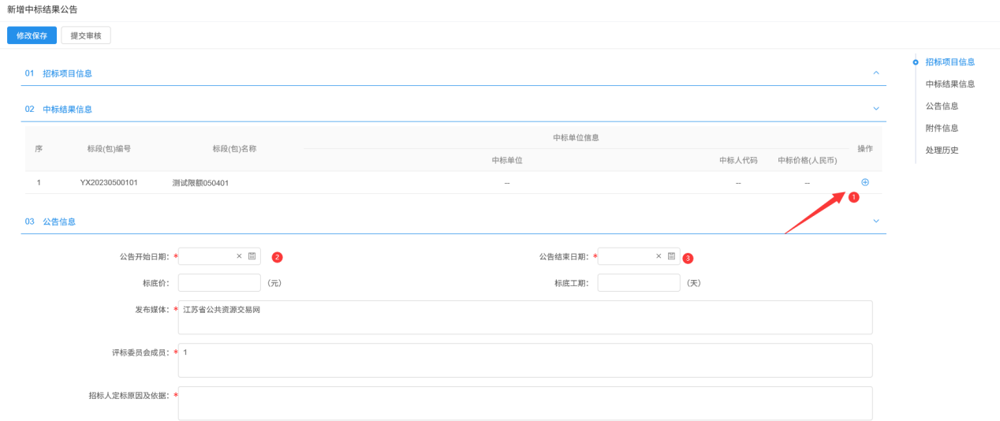 新增中标结果公告
修改保存 提交审核
招标项目信息
中标结果信息
公告信息
附件信息
处理历史
01 招标项目信息
02 中标结果信息
序 标段(包)编号 标段(包)名称 中标单位信息 操作
中标单位 中标人代码 中标价格(人民币)
1 YX20230500101 测试限额050401 -- -- --
1
03 公告信息
公告开始日期: * 2 公告结束日期: * 3
标底价: (元) 标底工期: (天)
发布媒体: * 江苏省公共资源交易网
评标委员会成员: * 1
招标人定标原因及依据: *